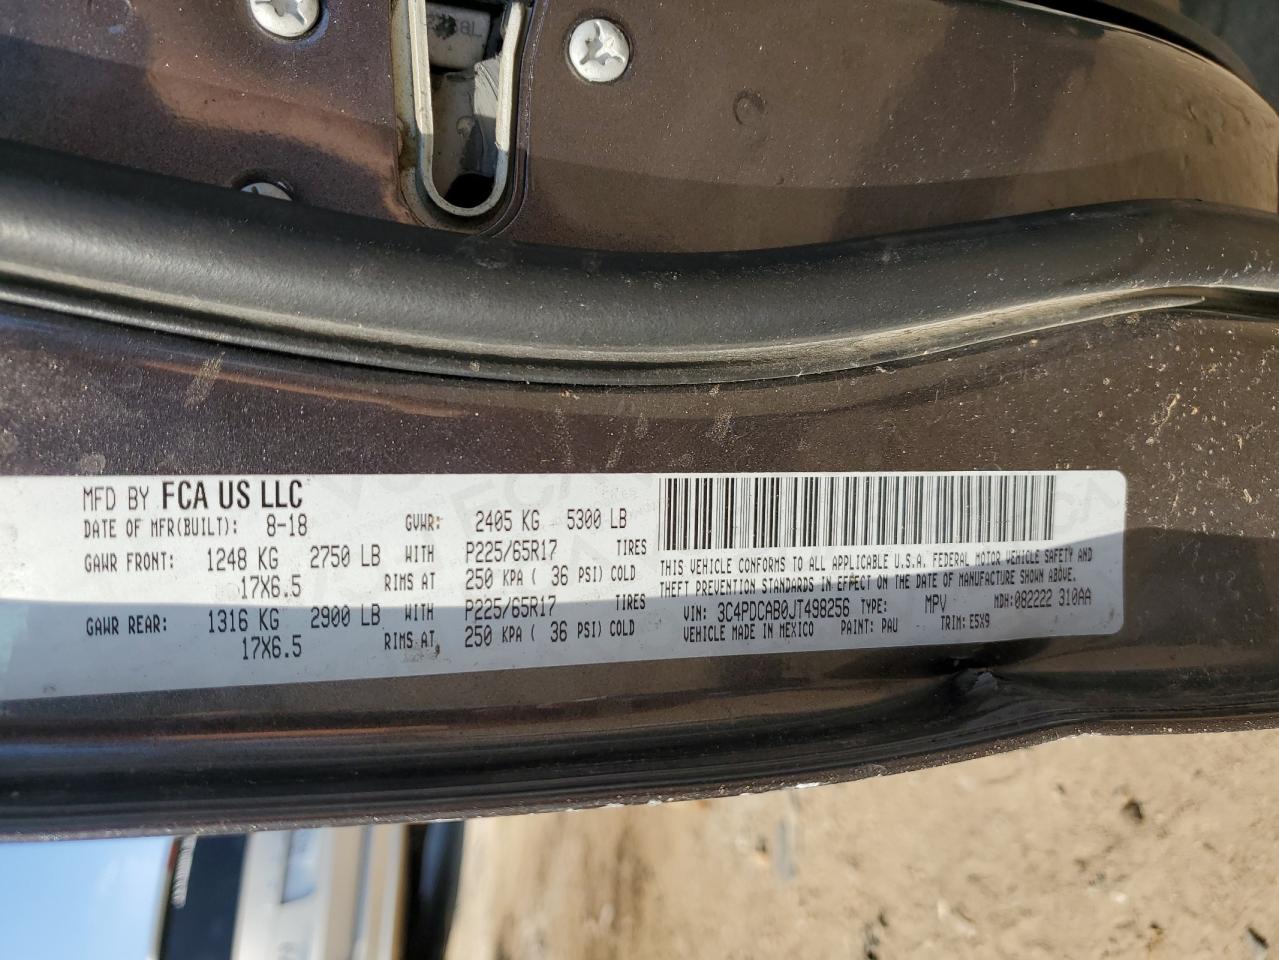 MFD BY FCA US LLC
DATE OF MFR(BUILT): 8-18 GVWR: 2405 KG 5300 LB
GAWR FRONT: 1248 KG 2750 LB WITH P225/65R17 TIRES
17X6.5 RIMS AT 250 KPA ( 36 PSI) COLD
GAWR REAR: 1316 KG 2900 LB WITH P225/65R17 TIRES
17X6.5 RIMS AT 250 KPA ( 36 PSI) COLD
THIS VEHICLE CONFORMS TO ALL APPLICABLE U.S.A. FEDERAL MOTOR VEHICLE SAFETY AND
THEFT PREVENTION STANDARDS IN EFFECT ON THE DATE OF MANUFACTURE SHOWN ABOVE.
VIN: 3C4PDCAB0JT498256 TYPE: MPV MDH:082222 310AA
VEHICLE MADE IN MEXICO PAINT: PAU TRIM: E5X9